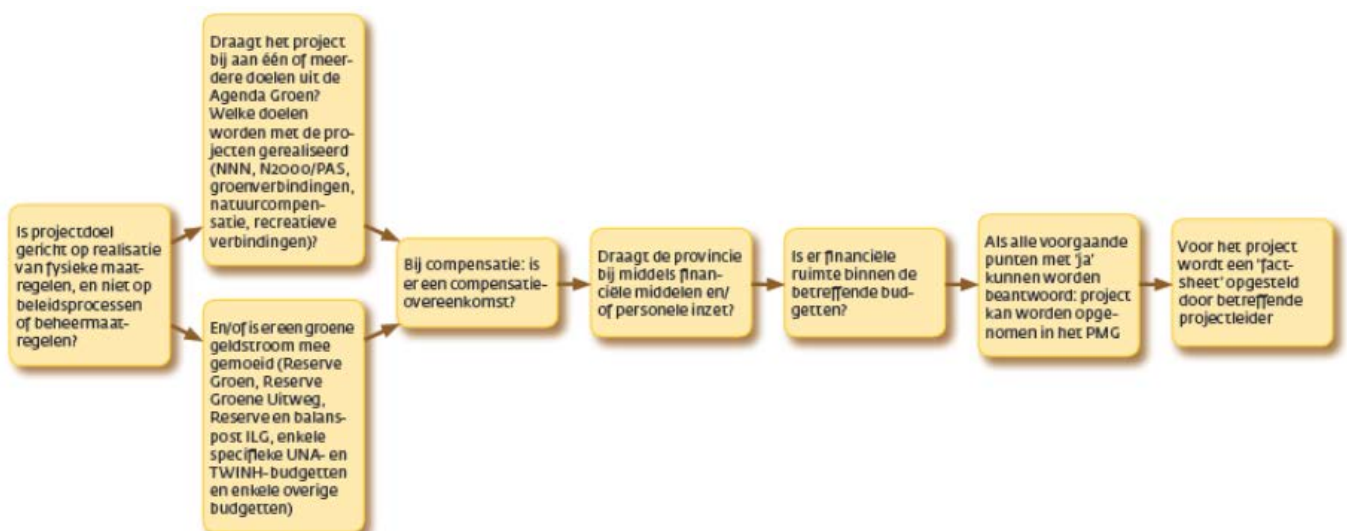 Is projectdoel
gericht op realisatie
van fysieke maat-
regelen, en niet op
beleidsprocessen
of beheermaat-
regelen?
Draagt het project
bij aan één of meer-
dere doelen uit de
Agenda Groen?
Welke doelen
worden met de pro-
jecten gerealiseerd
(NNN, N2000/PAS,
groenverbindingen,
natuurcompen-
satie, recreatieve
verbindingen)?
En/of is er een groene
geldstroom mee
gemoeid (Reserve
Groen, Reserve
Groene Uitweg,
Reserve en balans-
post ILG, enkele
specifieke UNA- en
TWINH-budgetten
en enkele overige
budgetten)
Bij compensatie: is
er een compensatie-
overeenkomst?
Draagt de provincie
bij middels finan-
ciële middelen en/
of personele inzet?
Is er financiële
ruimte binnen de
betreffende bud-
getten?
Als alle voorgaande
punten met 'ja'
kunnen worden
beantwoord: project
kan worden opge-
nomen in het PMG
Voor het project
wordt een 'fact-
sheet' opgesteld
door betreffende
projectleider